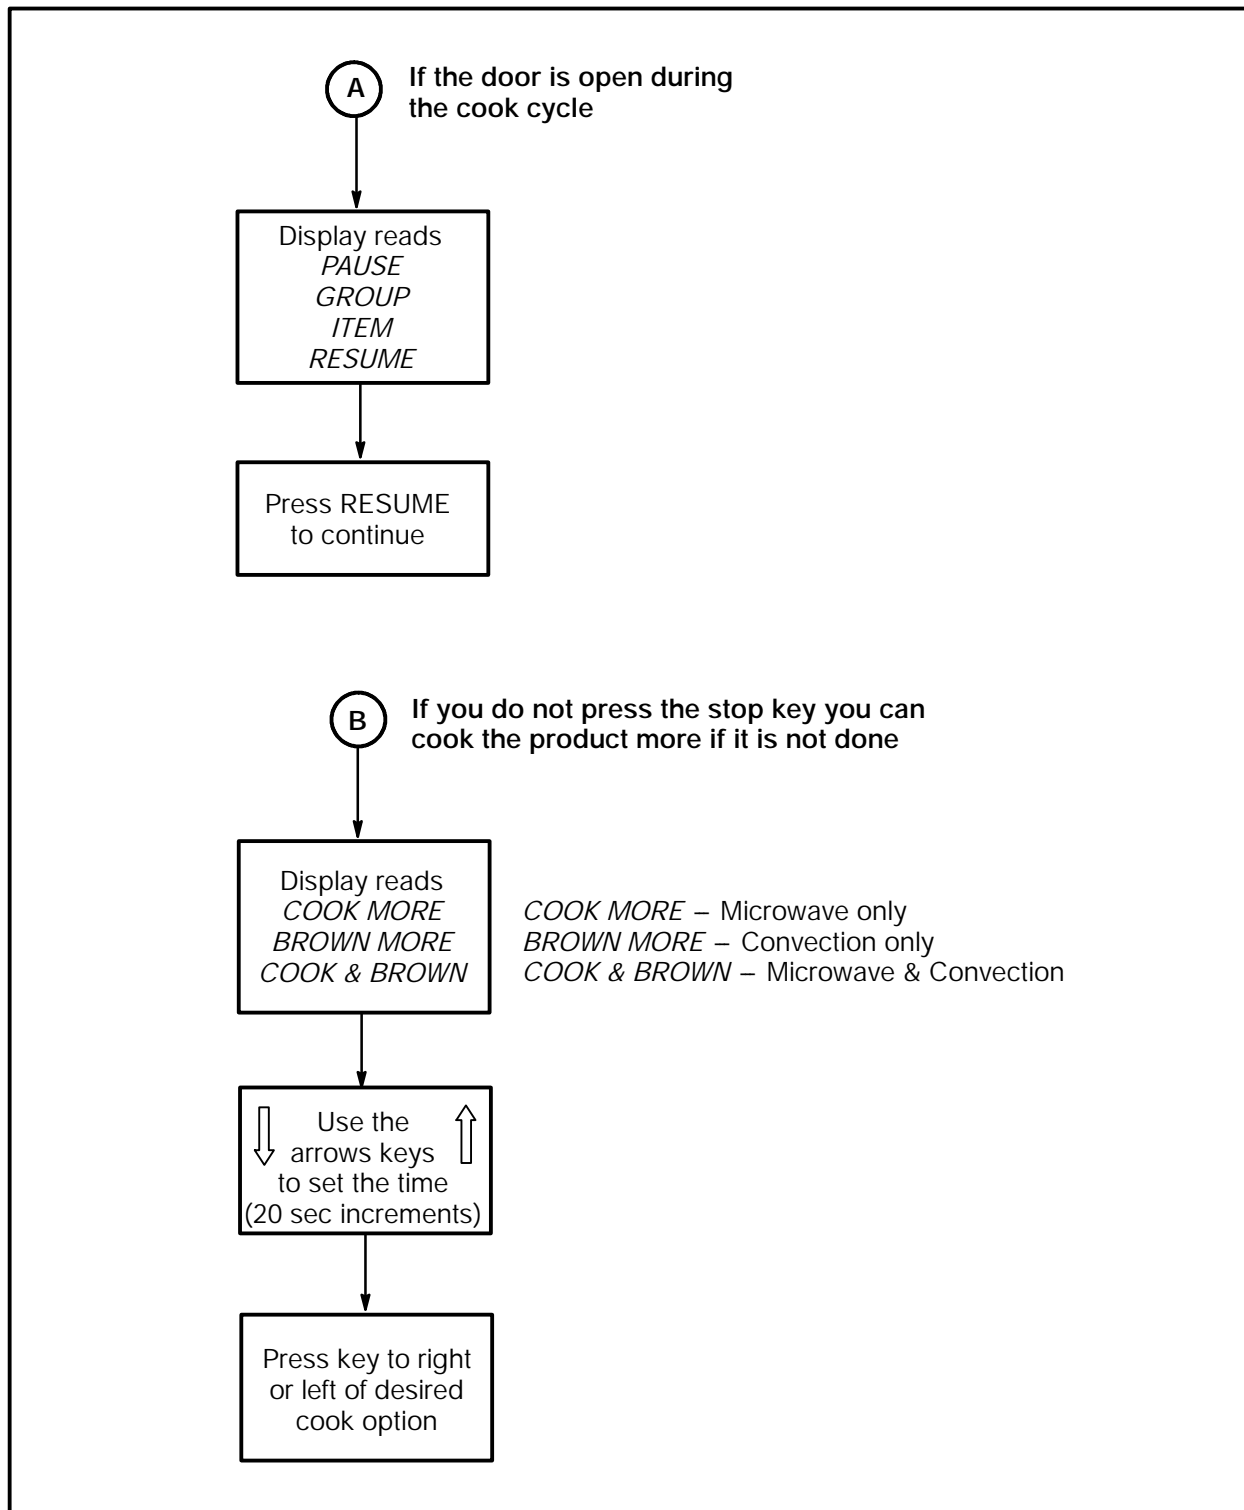 A
If the door is open during
the cook cycle
Display reads
PAUSE
GROUP
ITEM
RESUME
Press RESUME
to continue
B
If you do not press the stop key you can
cook the product more if it is not done
Display reads
COOK MORE
BROWN MORE
COOK & BROWN
COOK MORE – Microwave only
BROWN MORE – Convection only
COOK & BROWN – Microwave & Convection
Use the
arrows keys
to set the time
(20 sec increments)
Press key to right
or left of desired
cook option